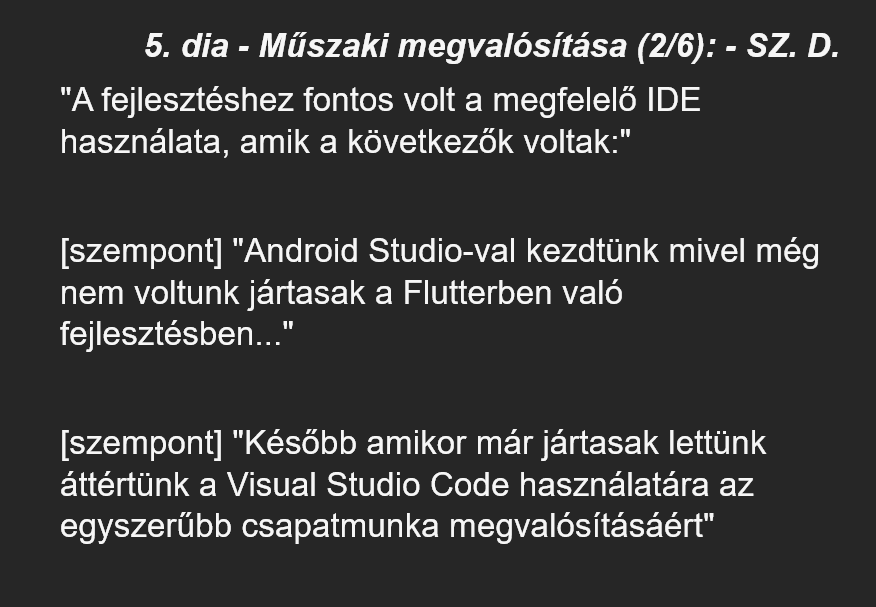 5. dia - Műszaki megvalósítása (2/6): - SZ. D.
"A fejlesztéshez fontos volt a megfelelő IDE
használata, amik a következők voltak:"
[szempont] "Android Studio-val kezdtünk mivel még
nem voltunk jártasak a Flutterben való
fejlesztésben..."
[szempont] "Később amikor már jártasak lettünk
áttértünk a Visual Studio Code használatára az
egyszerűbb csapatmunka megvalósításáért"